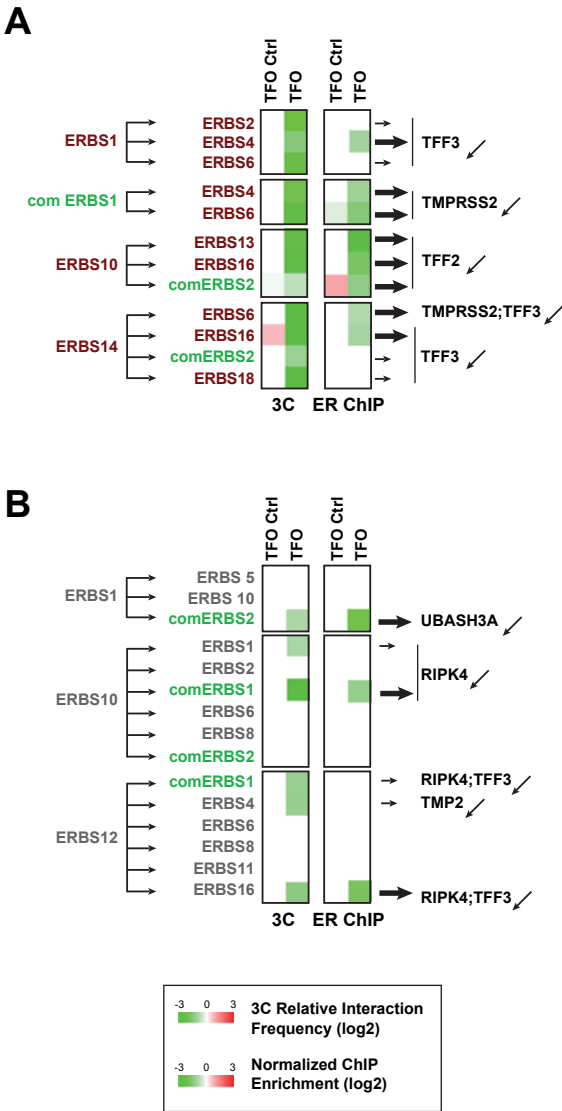 A
TFO Ctrl
TFO
TFO Ctrl
TFO
ERBS1
ERBS2
ERBS4
ERBS6
TFF3
com ERBS1
ERBS4
ERBS6
TMPRSS2
ERBS10
ERBS13
ERBS16
comERBS2
TFF2
ERBS14
ERBS6
TMPRSS2;TFF3
ERBS16
comERBS2
ERBS18
TFF3
3C ER ChIP
B
TFO Ctrl
TFO
TFO Ctrl
TFO
ERBS1
ERBS 5
ERBS 10
comERBS2
UBASH3A
ERBS10
ERBS1
ERBS2
comERBS1
ERBS6
ERBS8
comERBS2
RIPK4
ERBS12
comERBS1
RIPK4;TFF3
ERBS4
TMP2
ERBS6
ERBS8
ERBS11
ERBS16
RIPK4;TFF3
3C ER ChIP
-3 0 3
3C Relative Interaction
Frequency (log2)
-3 0 3
Normalized ChIP
Enrichment (log2)